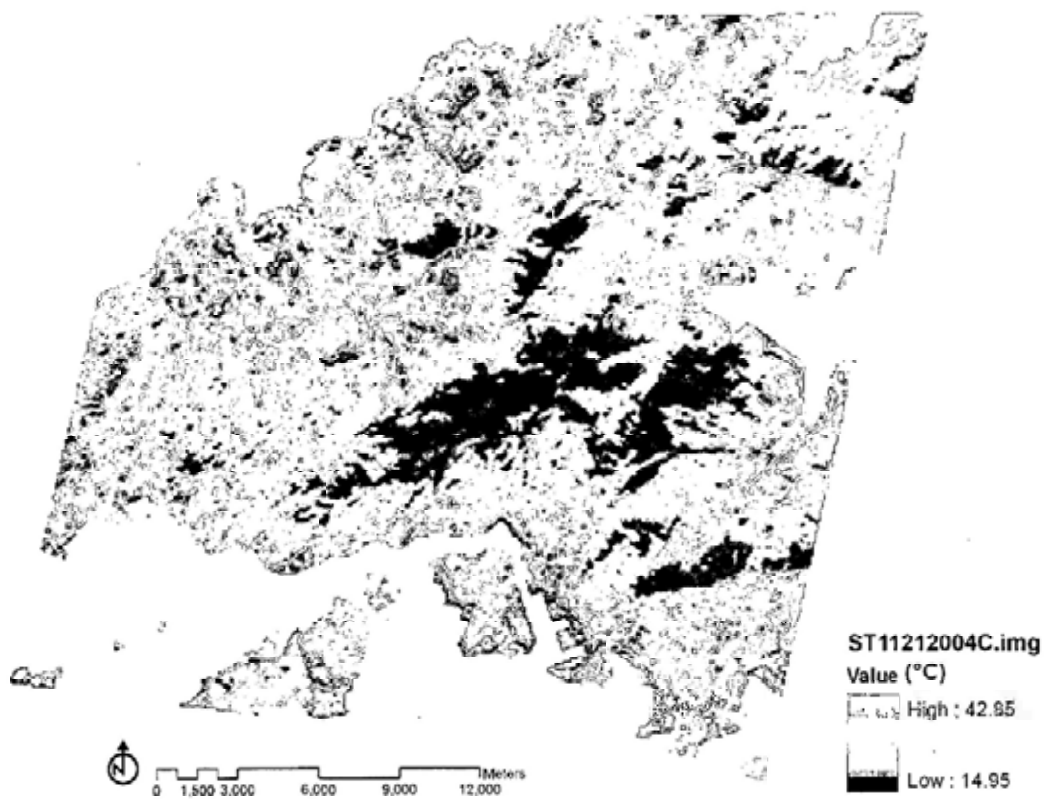 ST11212004C.img
Value (°C)
High : 42.85
Low : 14.95
N
Meters
0 1,500 3,000 6,000 9,000 12,000